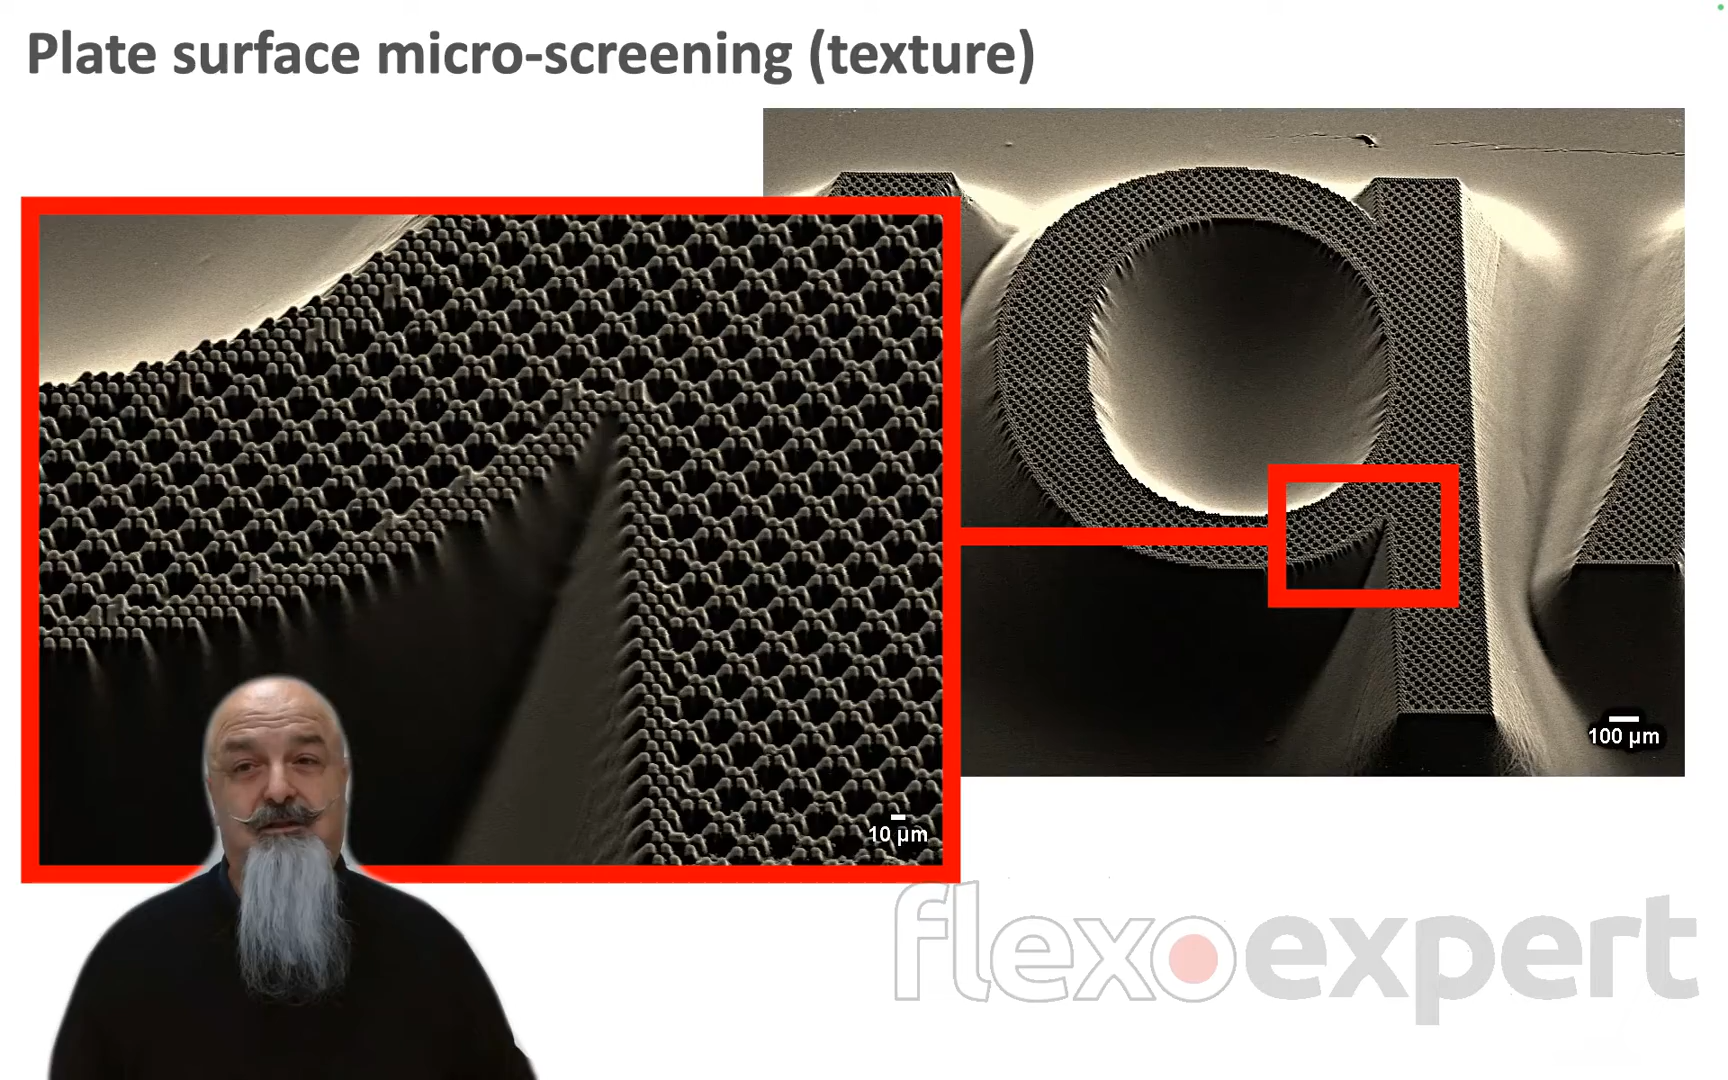 Plate surface micro-screening (texture)
q
100 µm
10 µm
flexoexpert